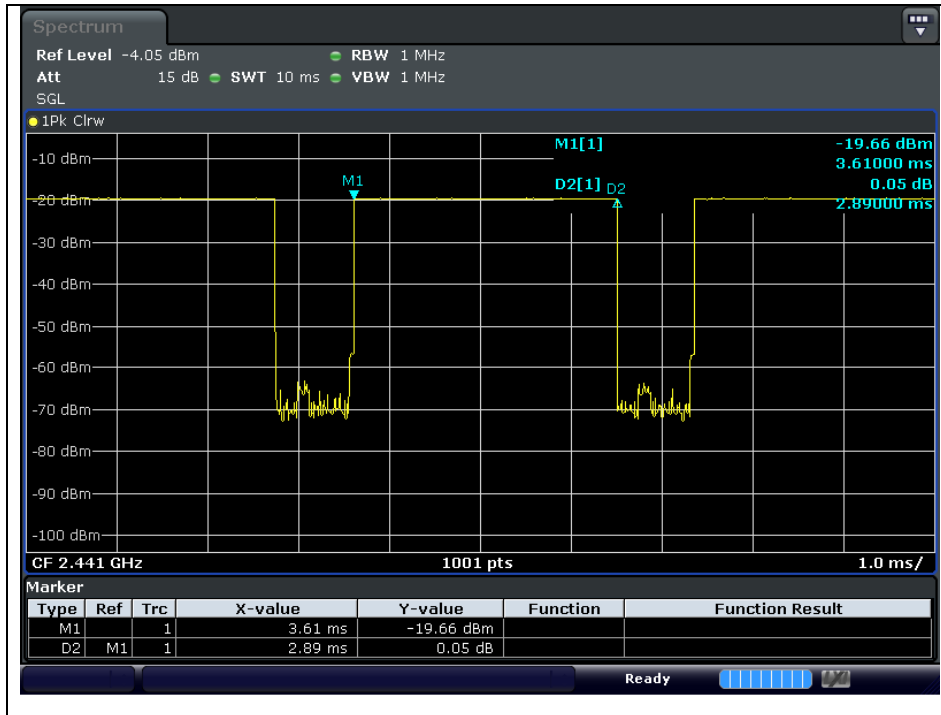 Spectrum
Ref Level -4.05 dBm RBW 1 MHz
Att 15 dB SWT 10 ms VBW 1 MHz
SGL
1Pk Clrw
M1[1] -19.66 dBm
3.61000 ms
D2[1] 0.05 dB
2.89000 ms
M1
D2
-10 dBm
-20 dBm
-30 dBm
-40 dBm
-50 dBm
-60 dBm
-70 dBm
-80 dBm
-90 dBm
-100 dBm
CF 2.441 GHz 1001 pts 1.0 ms/
Marker
Type Ref Trc X-value Y-value Function Function Result
M1 1 3.61 ms -19.66 dBm
D2 M1 1 2.89 ms 0.05 dB
Ready